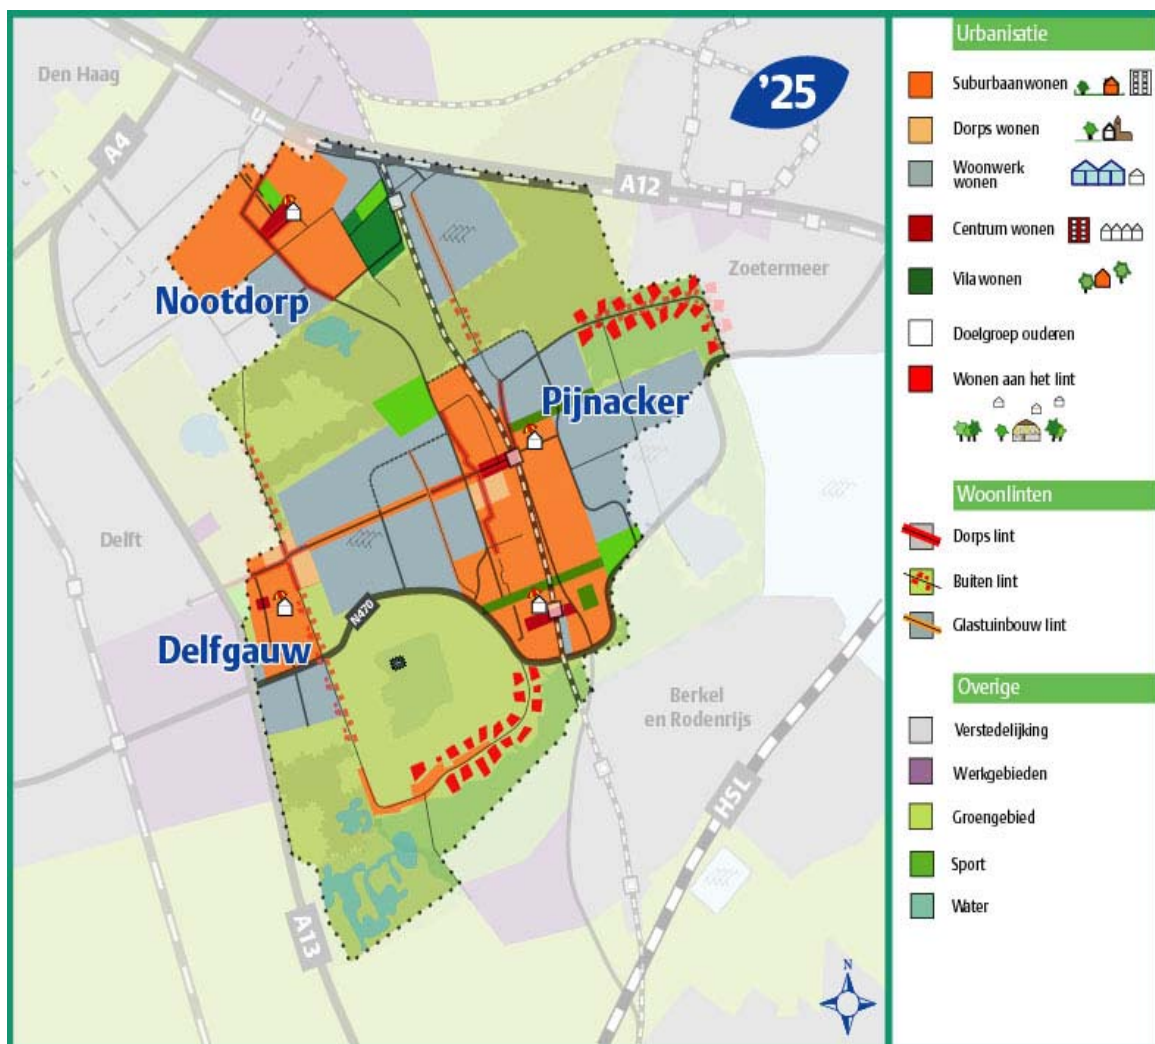 Den Haag
A4
'25
A12
Zoetermeer
Nootdorp
Pijnacker
Delft
N470
Delfgauw
Berkel
en Rodenrijs
HSL
A13
N
Urbanisatie
Suburbaan wonen
Dorps wonen
Woonwerk
wonen
Centrum wonen
Vila wonen
Doelgroep ouderen
Wonen aan het lint
Woonlinten
Dorps lint
Buiten lint
Glastuinbouw lint
Overige
Verstedelijking
Werkgebieden
Groengebied
Sport
Water